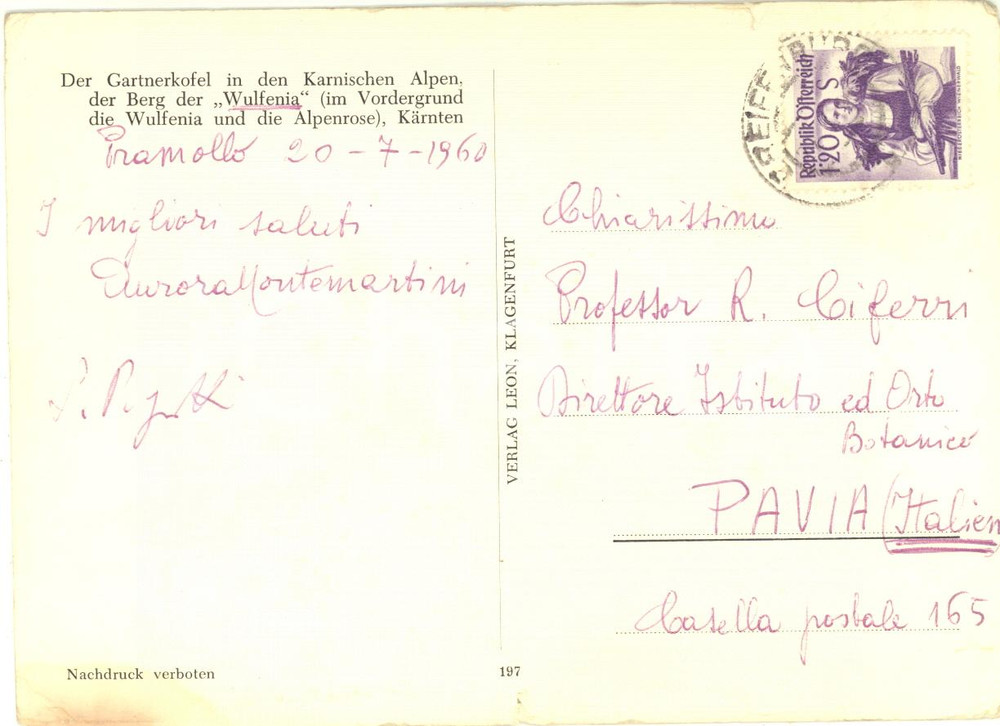 Der Gartnerkofel in den Karnischen Alpen,
der Berg der „Wulfenia“ (im Vordergrund
die Wulfenia und die Alpenrose), Kärnten
Pramollo 20-7-1960
I migliori saluti
Aurora Montemartini
VERLAG LEON, KLAGENFURT
Republik Österreich
1·20 S
Chiarissimo
Professor R. Ciferri
Direttore Istituto ed Orto
Botanico
PAVIA (Italien
Casella postale 165
Nachdruck verboten
197